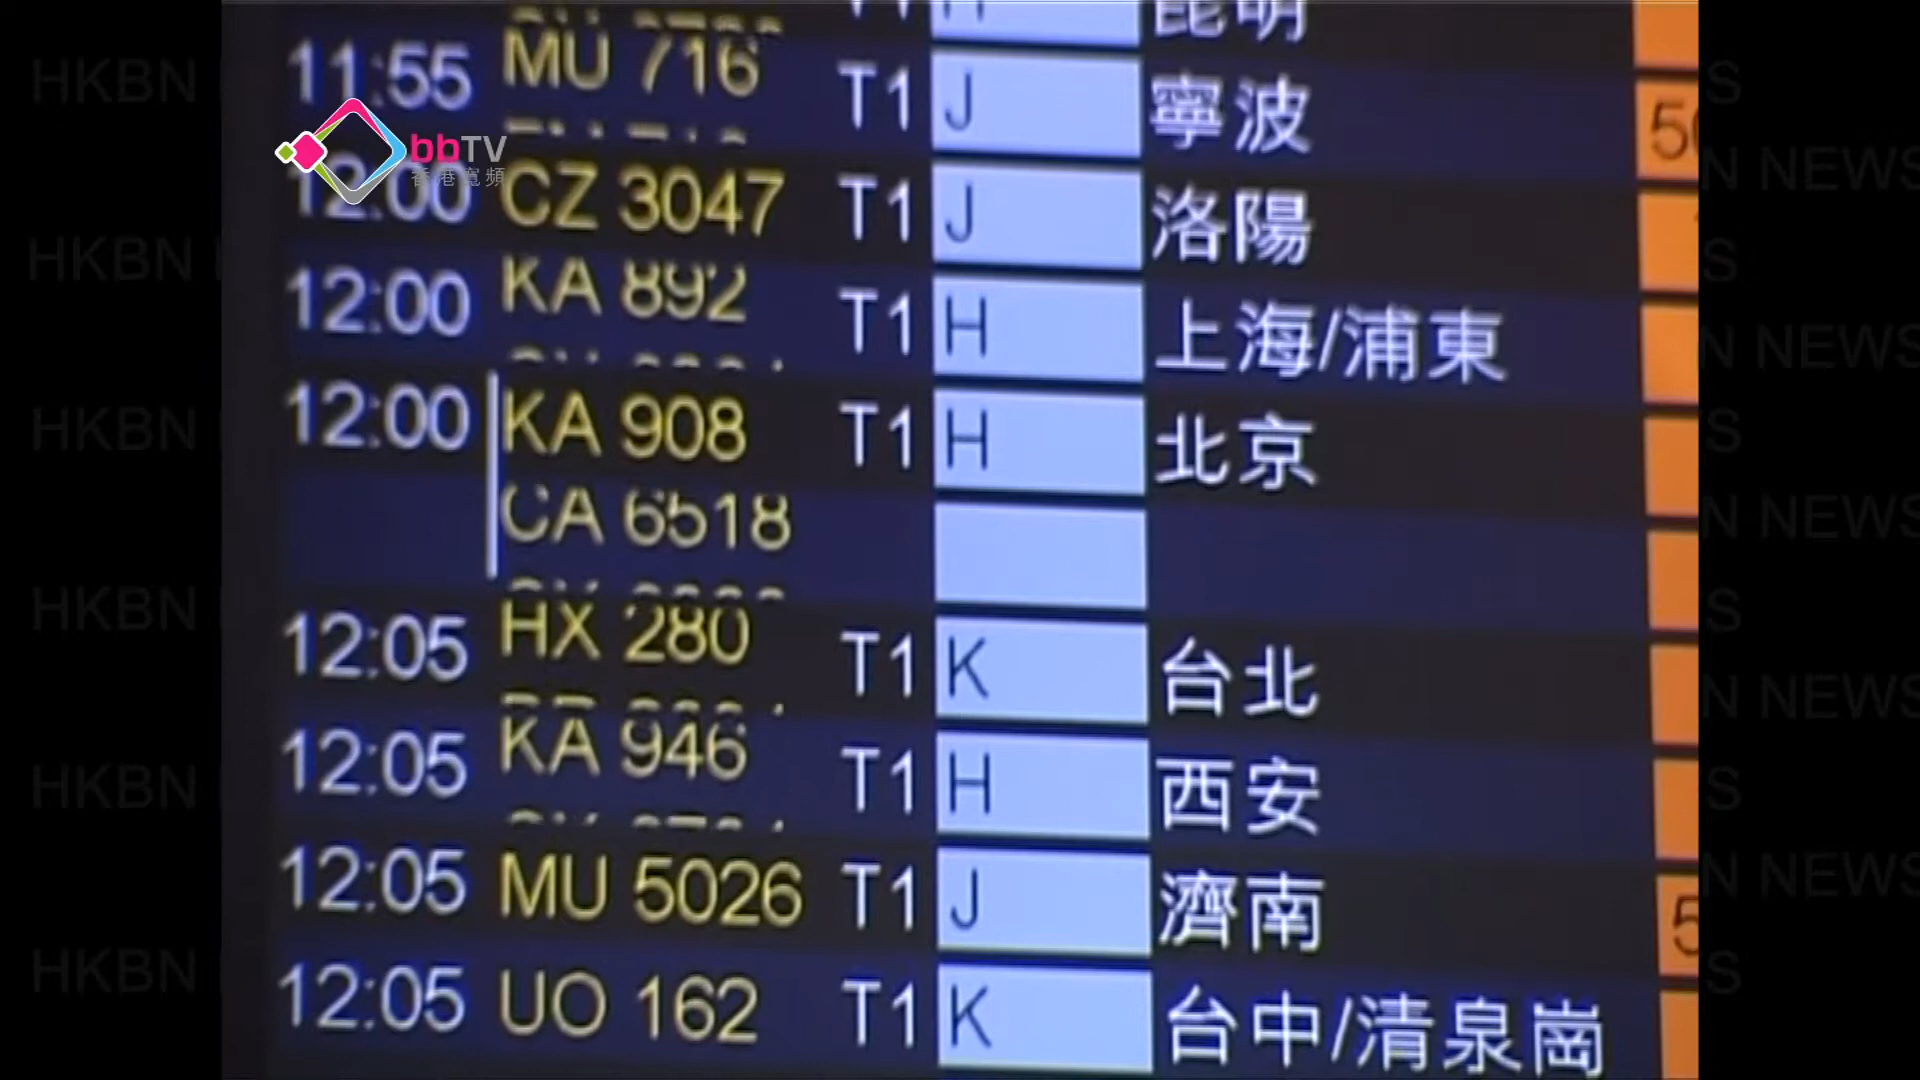 昆明
11:55 MU 716 T1 J 寧波
bbTV
香港寬頻
12:00 CZ 3047 T1 J 洛陽
12:00 KA 892 T1 H 上海/浦東
12:00 KA 908 T1 H 北京
CA 6518
12:05 HX 280 T1 K 台北
12:05 KA 946 T1 H 西安
12:05 MU 5026 T1 J 濟南
12:05 UO 162 T1 K 台中/清泉崗
HKBN
NEWS
HKBN
NEWS
HKBN
NEWS
HKBN
NEWS
HKBN
NEWS
HKBN